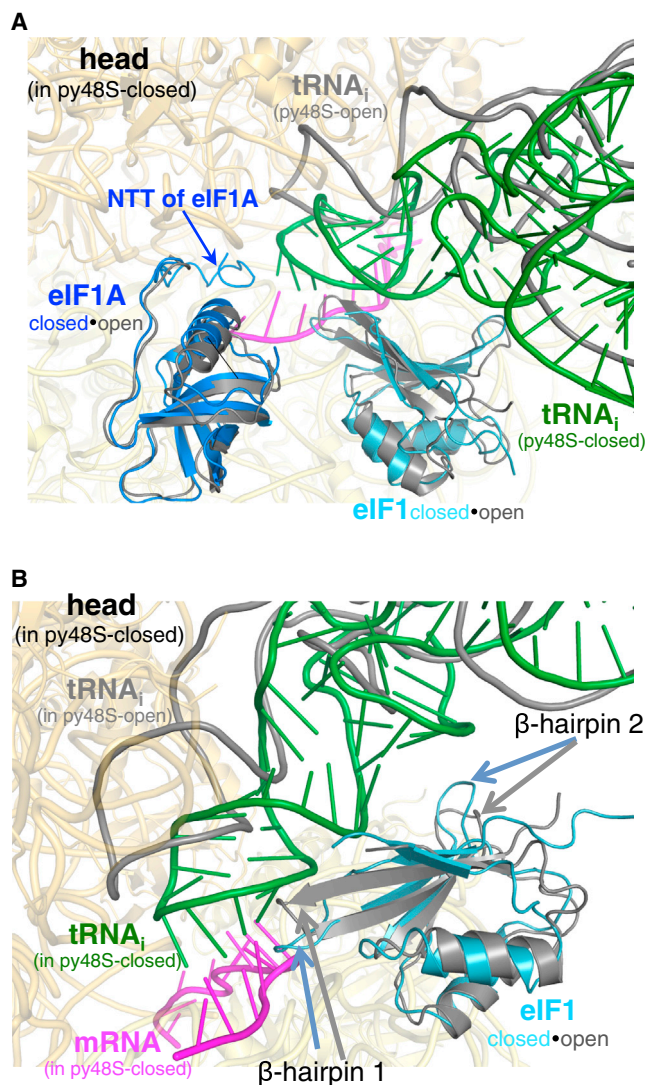 A
head
(in py48S-closed)
tRNAi
(py48S-open)
NTT of eIF1A
eIF1A
closed•open
tRNAi
(py48S-closed)
eIF1closed•open
B
head
(in py48S-closed)
tRNAi
(in py48S-open)
β-hairpin 2
tRNAi
(in py48S-closed)
eIF1
closed•open
mRNA
(in py48S-closed)
β-hairpin 1